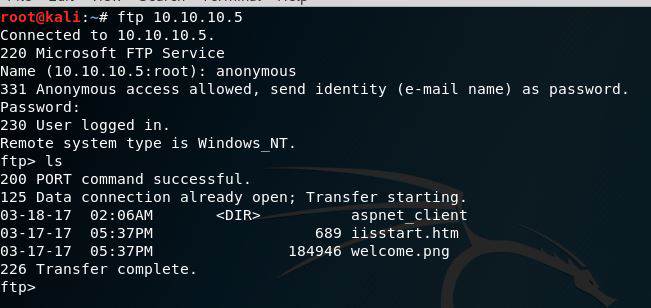 root@kali:~# ftp 10.10.10.5
Connected to 10.10.10.5.
220 Microsoft FTP Service
Name (10.10.10.5:root): anonymous
331 Anonymous access allowed, send identity (e-mail name) as password.
Password:
230 User logged in.
Remote system type is Windows_NT.
ftp> ls
200 PORT command successful.
125 Data connection already open; Transfer starting.
03-18-17  02:06AM       <DIR>          aspnet_client
03-17-17  05:37PM                  689 iisstart.htm
03-17-17  05:37PM               184946 welcome.png
226 Transfer complete.
ftp>